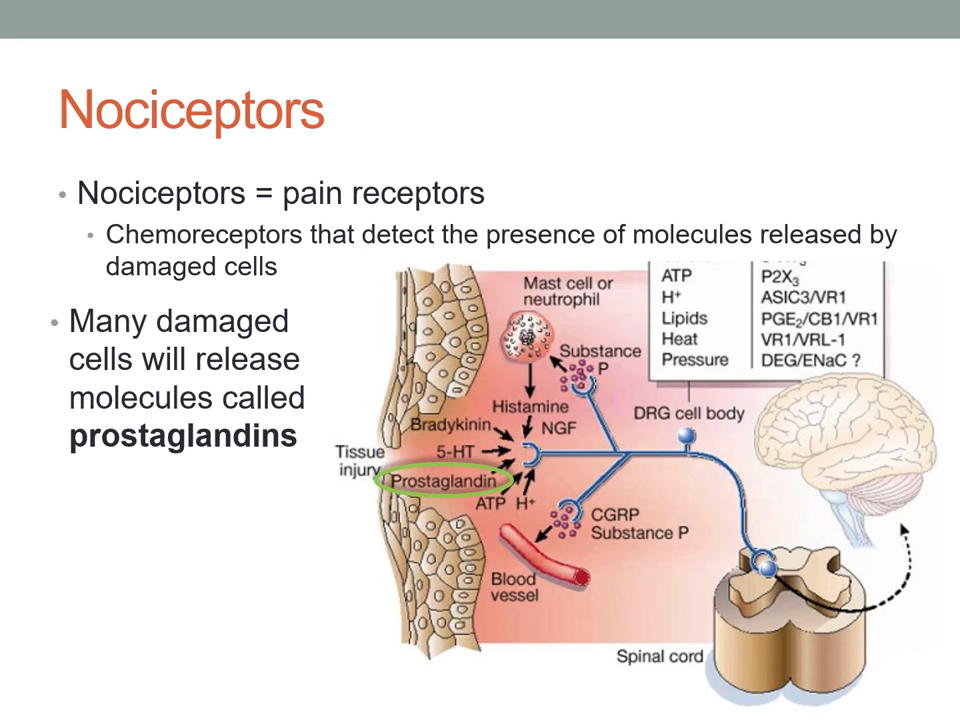 Nociceptors
• Nociceptors = pain receptors
• Chemoreceptors that detect the presence of molecules released by
damaged cells
• Many damaged
cells will release
molecules called
prostaglandins
Mast cell or
neutrophil
Substance
P
Histamine
NGF
Bradykinin
5-HT
Tissue
injury
Prostaglandin
ATP H⁺
CGRP
Substance P
Blood
vessel
ATP P2X₃
H⁺ ASIC3/VR1
Lipids PGE₂/CB1/VR1
Heat VR1/VRL-1
Pressure DEG/ENaC ?
DRG cell body
Spinal cord